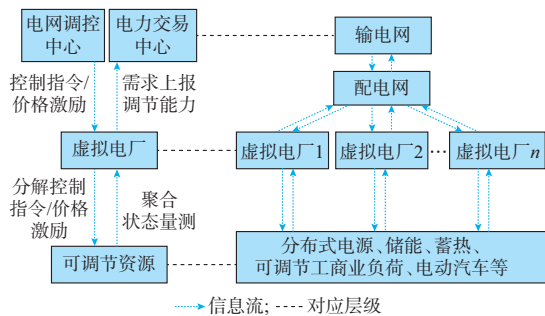 电网调控
中心
电力交易
中心
输电网
控制指令/
价格激励
需求上报
调节能力
配电网
虚拟电厂
虚拟电厂1
虚拟电厂2
…
虚拟电厂n
分解控制
指令/价格
激励
聚合
状态量测
可调节资源
分布式电源、储能、蓄热、
可调节工商业负荷、电动汽车等
信息流;
对应层级